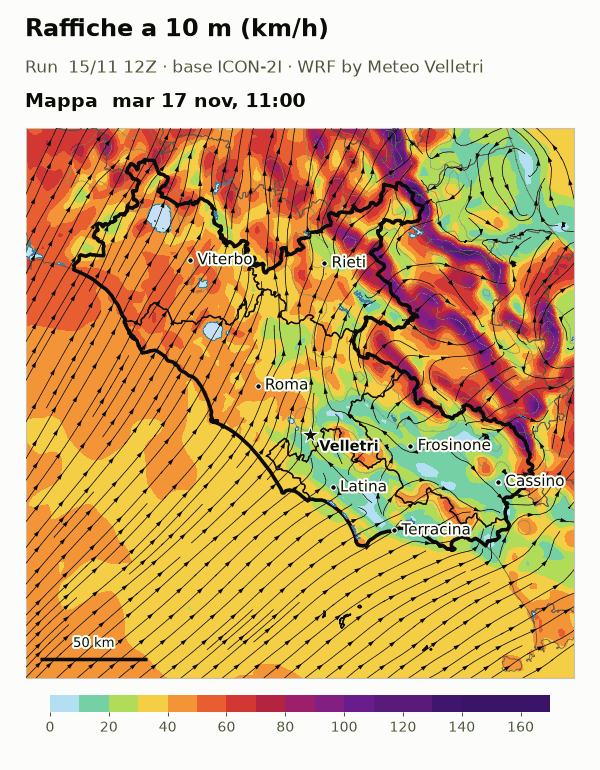 Raffiche a 10 m (km/h)
Run 15/11 12Z · base ICON-2I · WRF by Meteo Velletri
Mappa mar 17 nov, 11:00
Viterbo
Rieti
Roma
Velletri
Frosinone
Latina
Cassino
Terracina
50 km
0 20 40 60 80 100 120 140 160